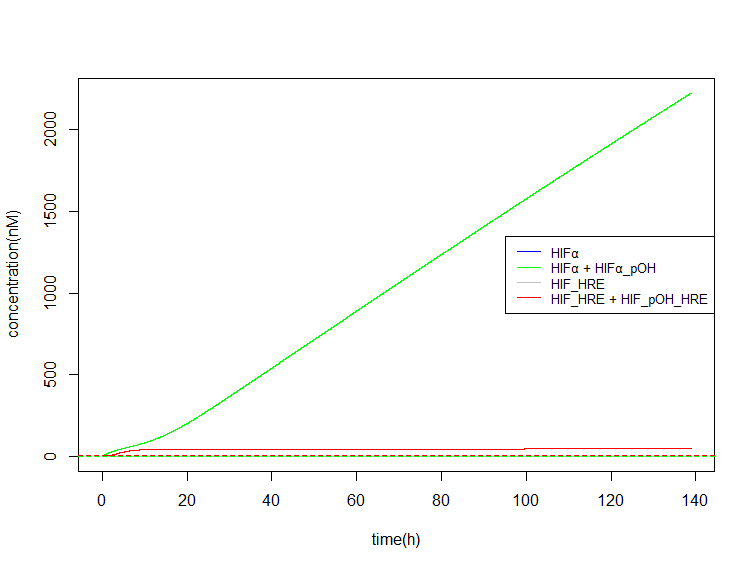 concentration(nM)
2000
1500
1000
500
0
HIFα
HIFα + HIFα_pOH
HIF_HRE
HIF_HRE + HIF_pOH_HRE
0 20 40 60 80 100 120 140
time(h)